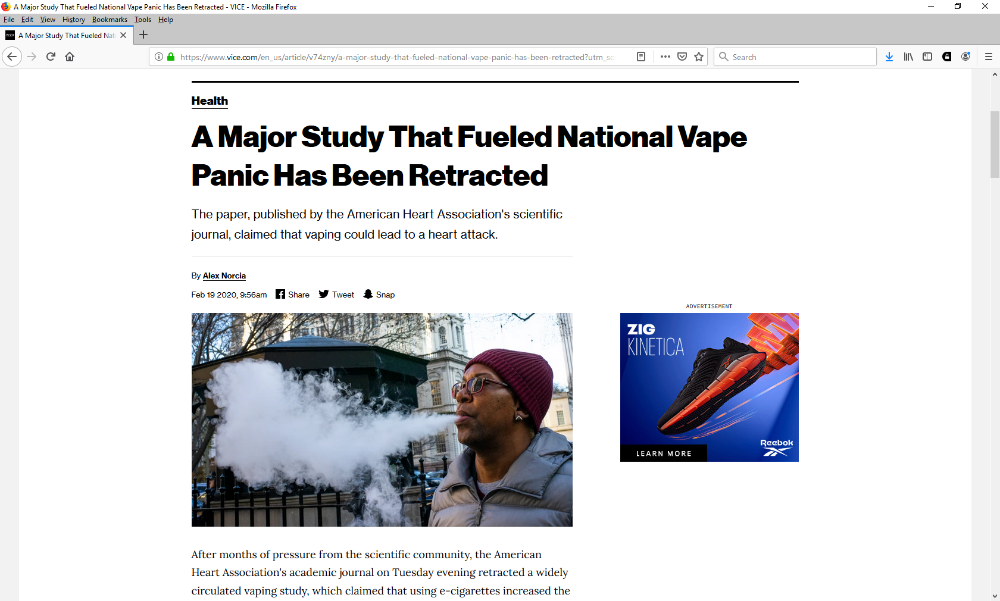 A Major Study That Fueled National Vape Panic Has Been Retracted - VICE - Mozilla Firefox
File Edit View History Bookmarks Tools Help
A Major Study That Fueled Nati
https://www.vice.com/en_us/article/v74zny/a-major-study-that-fueled-national-vape-panic-has-been-retracted?utm_so
Search
Health
A Major Study That Fueled National Vape
Panic Has Been Retracted
The paper, published by the American Heart Association's scientific
journal, claimed that vaping could lead to a heart attack.
By Alex Norcia
Feb 19 2020, 9:56am Share Tweet Snap
ADVERTISEMENT
ZIG
KINETICA
LEARN MORE
Reebok
After months of pressure from the scientific community, the American
Heart Association's academic journal on Tuesday evening retracted a widely
circulated vaping study, which claimed that using e-cigarettes increased the